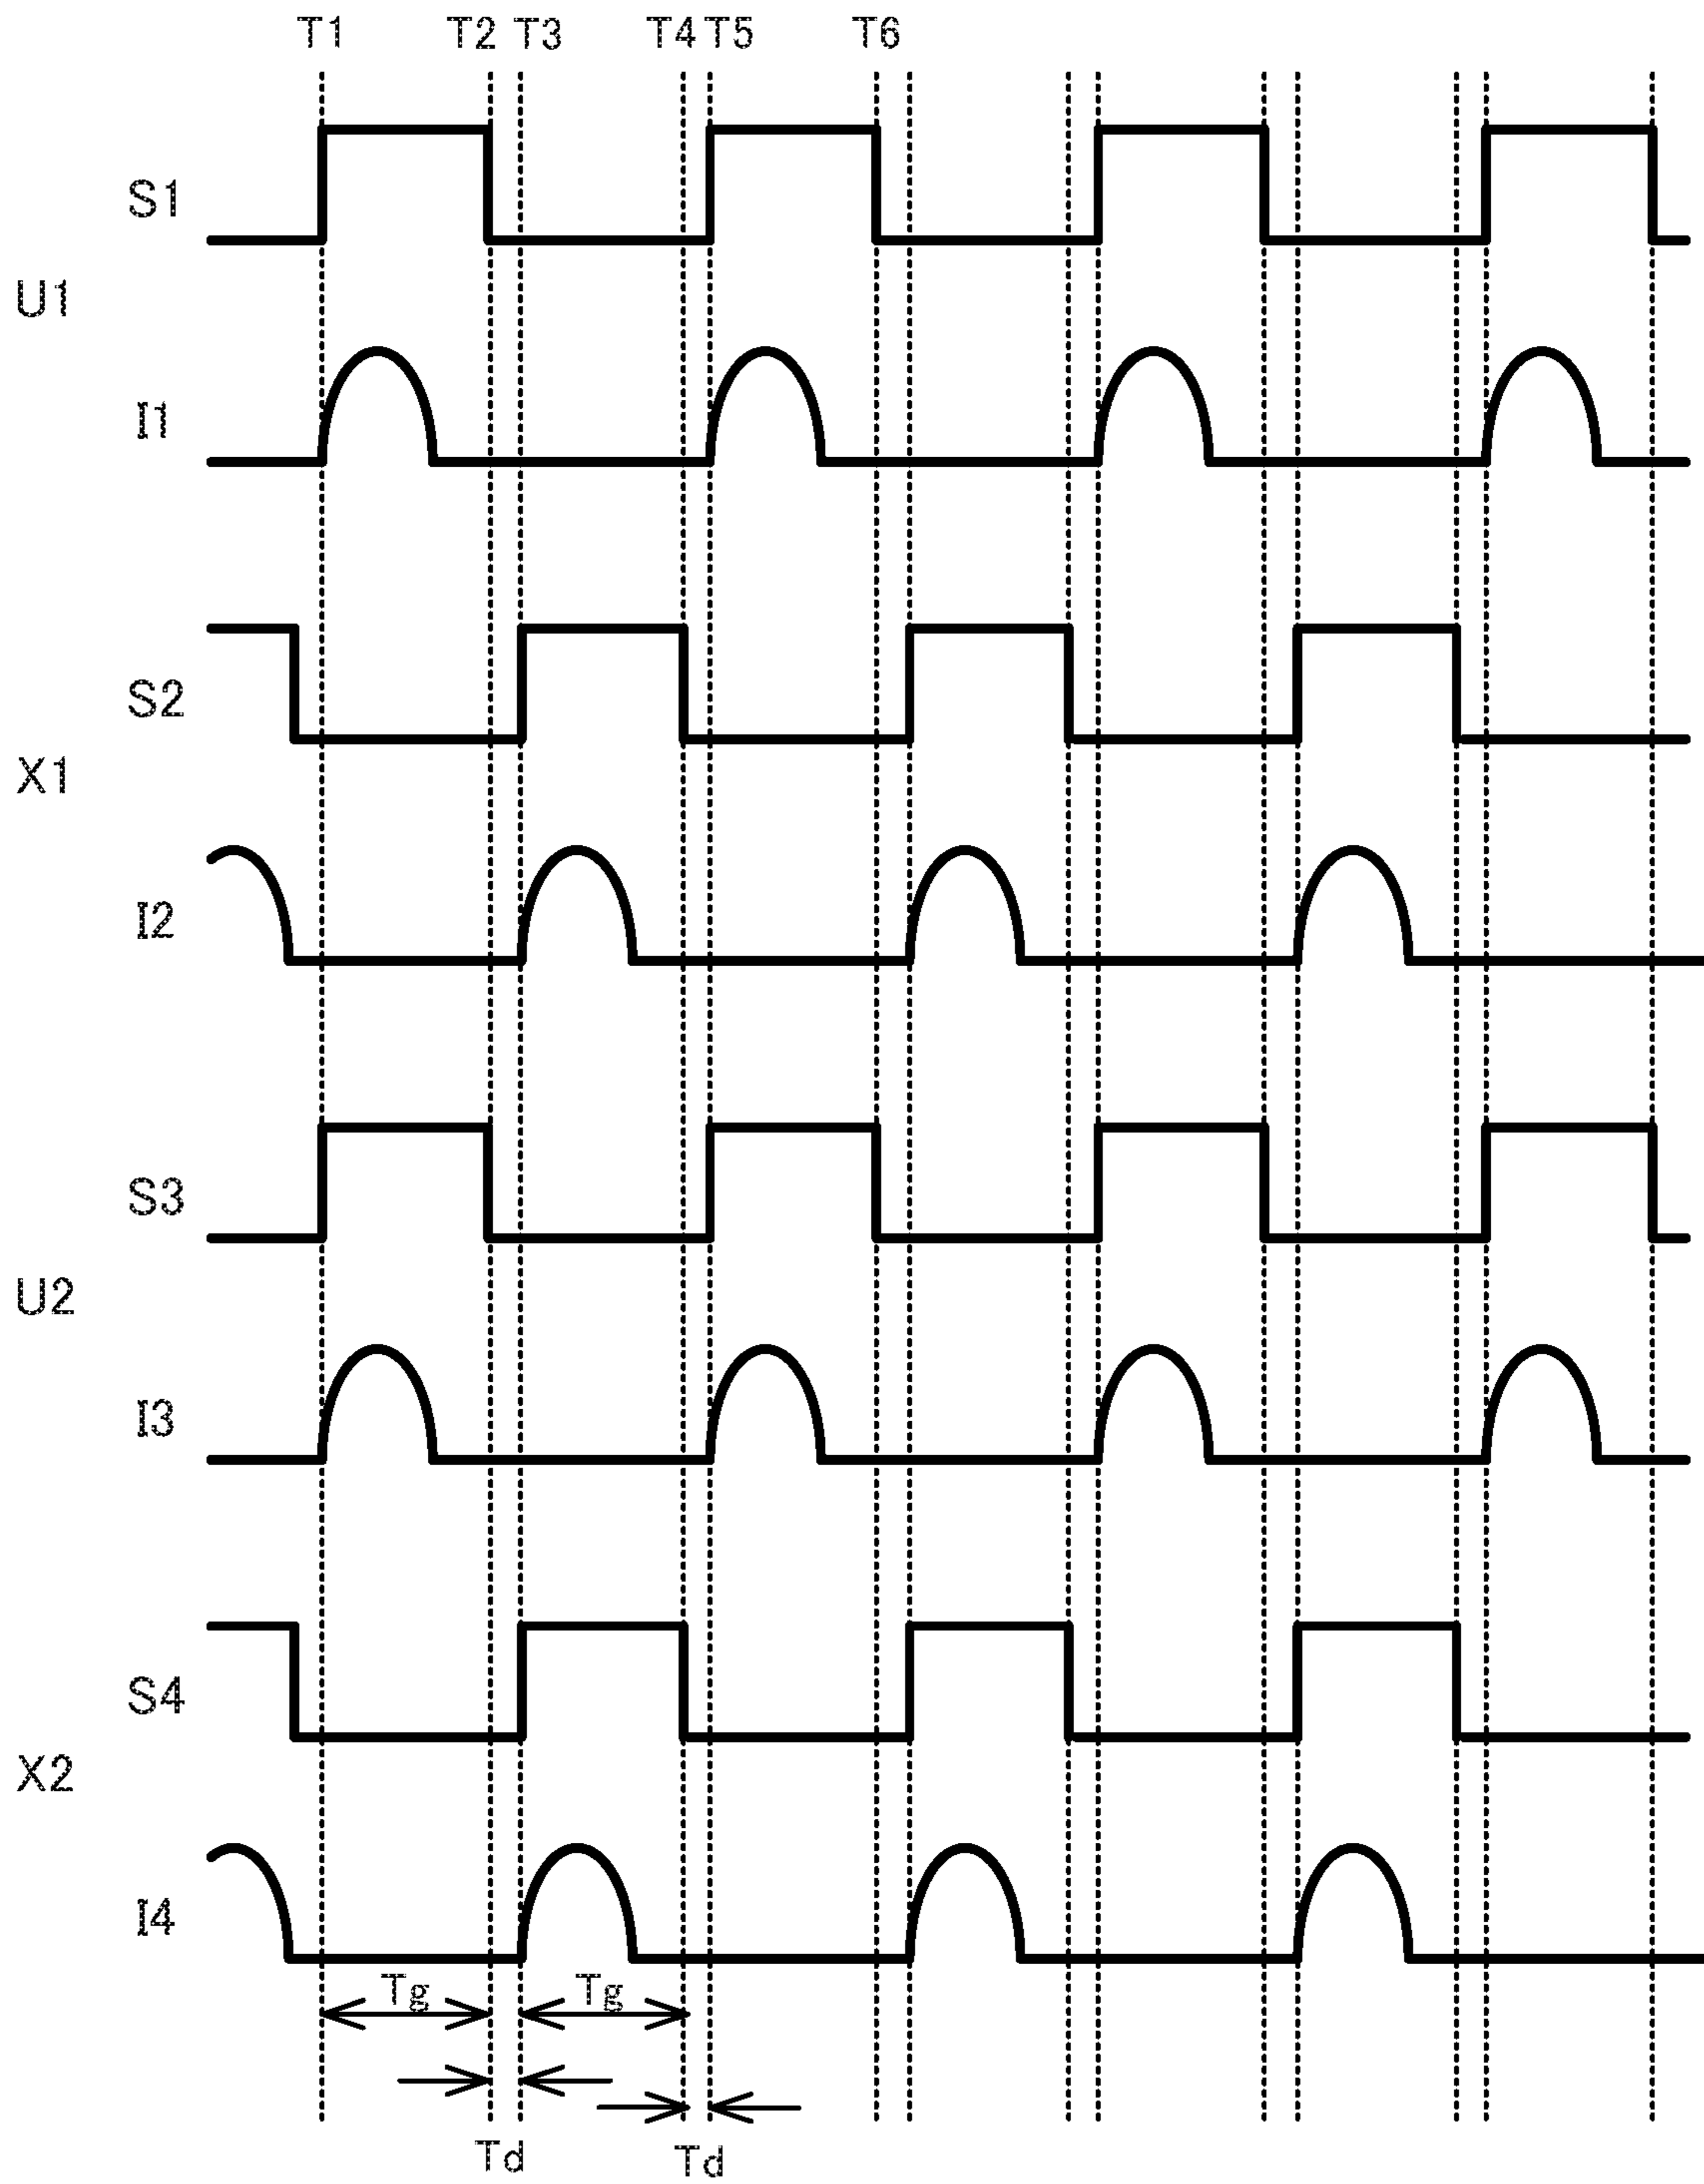 T1 T2 T3 T4 T5 T6
S1
U1
I1
S2
X1
I2
S3
U2
I3
S4
X2
I4
Tg Tg
Td Td